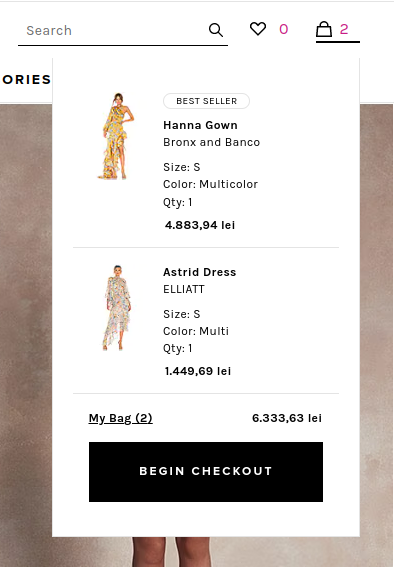 Search
0
2
ORIES
BEST SELLER
Hanna Gown
Bronx and Banco
Size: S
Color: Multicolor
Qty: 1
4.883,94 lei
Astrid Dress
ELLIATT
Size: S
Color: Multi
Qty: 1
1.449,69 lei
My Bag (2)
6.333,63 lei
BEGIN CHECKOUT